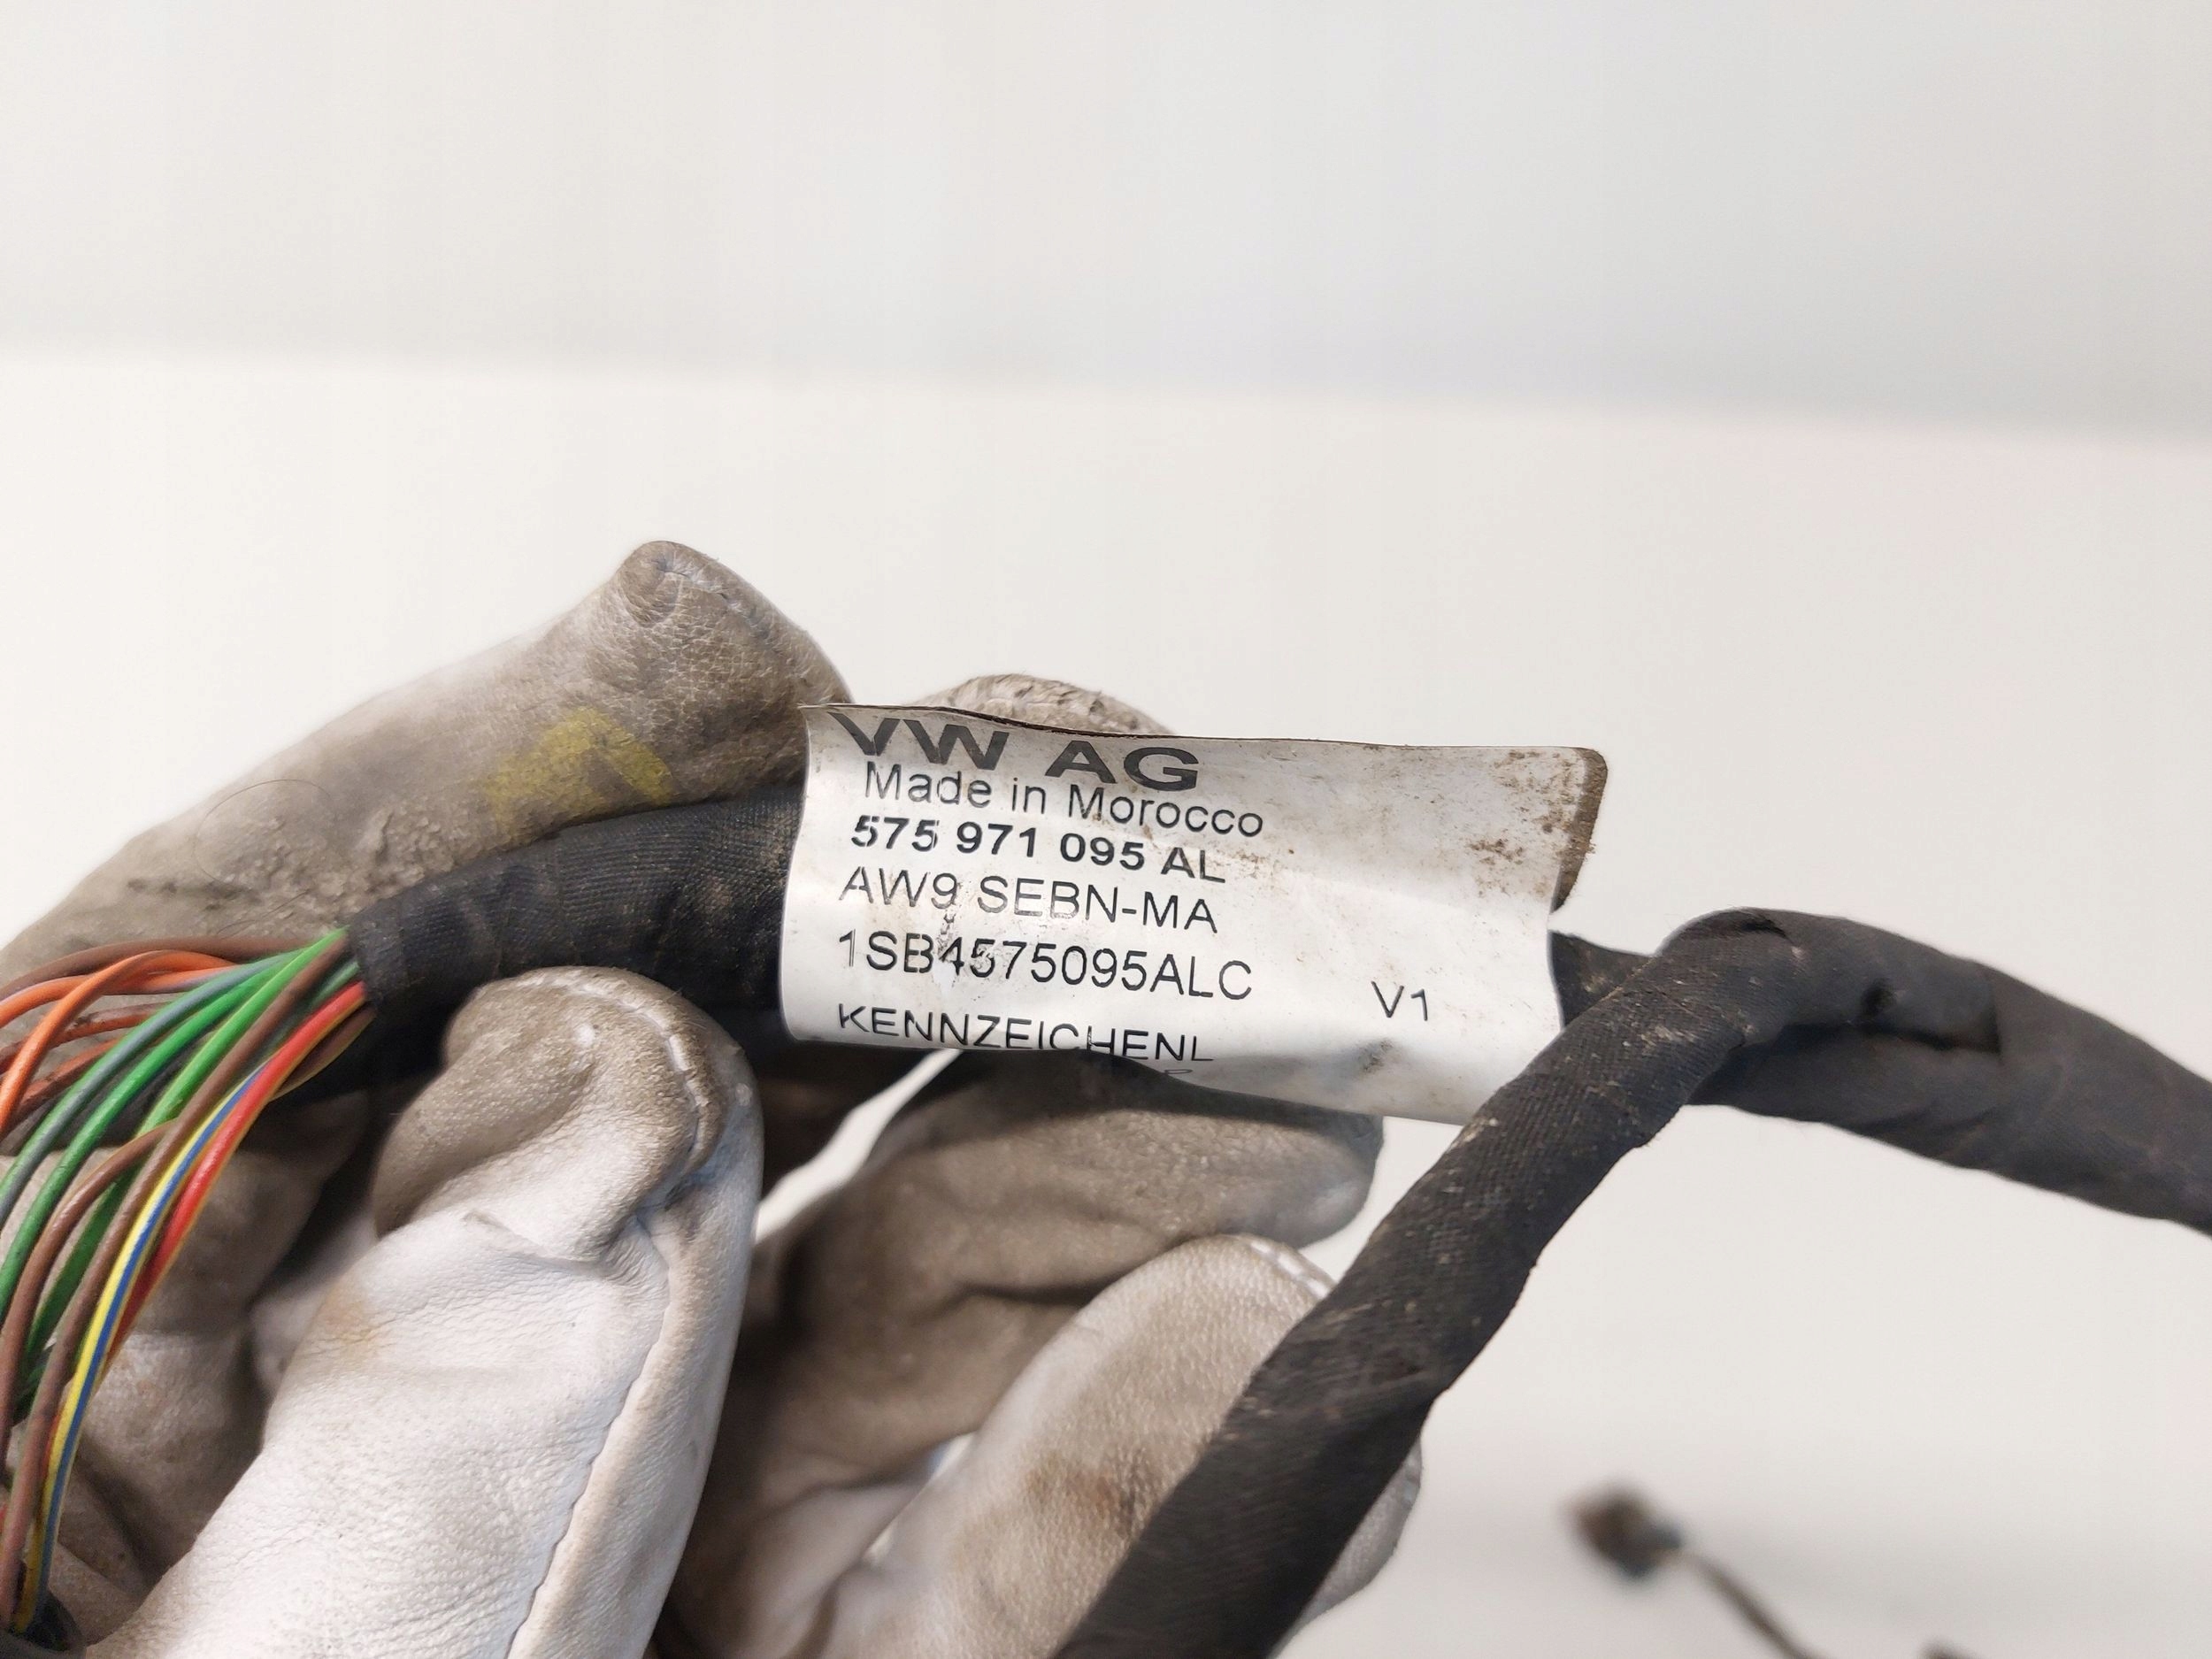 VW AG
Made in Morocco
575 971 095 AL
AW9 SEBN-MA
1SB4575095ALC V1
KENNZEICHENL